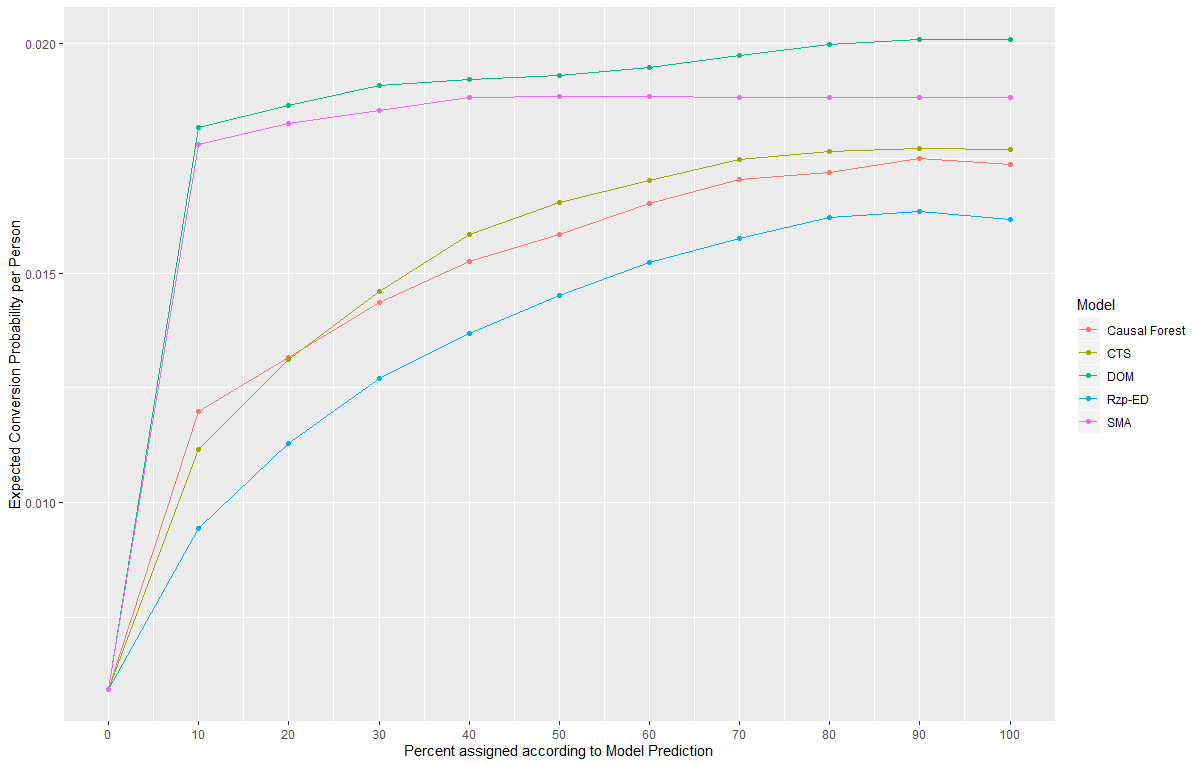 Expected Conversion Probability per Person
0.020
0.015
0.010
0 10 20 30 40 50 60 70 80 90 100
Percent assigned according to Model Prediction
Model
Causal Forest
CTS
DOM
Rzp-ED
SMA